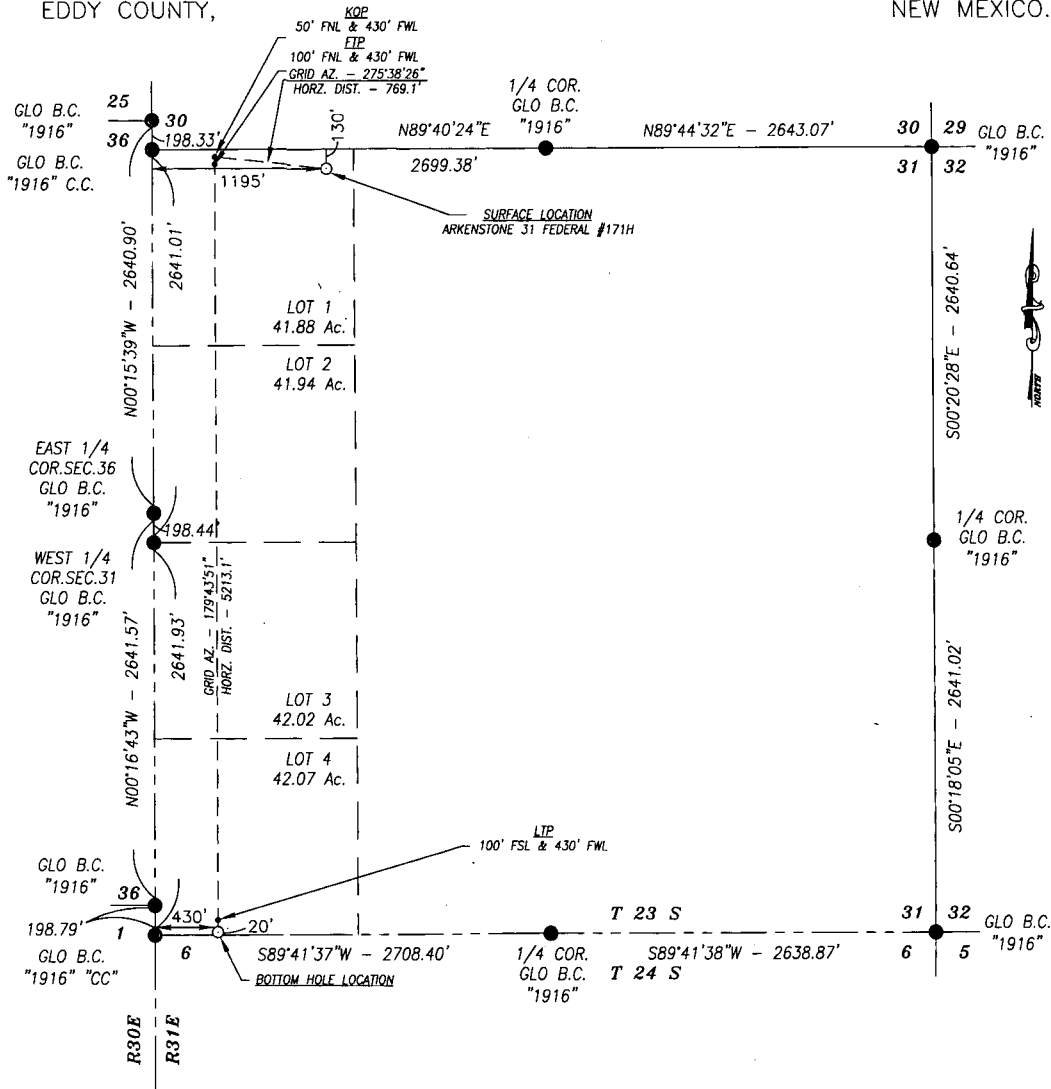 EDDY COUNTY,
NEW MEXICO.
KOP
50' FNL & 430' FWL
FTP
100' FNL & 430' FWL
GRID AZ. - 275°38'26"
HORZ. DIST. - 769.1'
GLO B.C.
"1916"
25
30
36
198.33'
GLO B.C.
"1916" C.C.
130'
1195'
1/4 COR.
GLO B.C.
"1916"
N89°40'24"E
2699.38'
N89°44'32"E - 2643.07'
30
29
31
32
GLO B.C.
"1916"
SURFACE LOCATION
ARKENSTONE 31 FEDERAL #171H
N00°15'39"W - 2640.90'
2641.01'
S00°20'28"E - 2640.64'
NORTH
LOT 1
41.88 Ac.
LOT 2
41.94 Ac.
EAST 1/4
COR.SEC.36
GLO B.C.
"1916"
198.44'
WEST 1/4
COR.SEC.31
GLO B.C.
"1916"
1/4 COR.
GLO B.C.
"1916"
N00°16'43"W - 2641.57'
2641.93'
GRID AZ. - 179°43'51"
HORZ. DIST. - 5213.1'
S00°18'05"E - 2641.02'
LOT 3
42.02 Ac.
LOT 4
42.07 Ac.
LTP
100' FSL & 430' FWL
GLO B.C.
"1916"
36
198.79'
1
6
430'
20'
GLO B.C.
"1916" "CC"
S89°41'37"W - 2708.40'
BOTTOM HOLE LOCATION
1/4 COR.
GLO B.C.
"1916"
T 23 S
T 24 S
S89°41'38"W - 2638.87'
31
32
6
5
GLO B.C.
"1916"
R30E
R31E